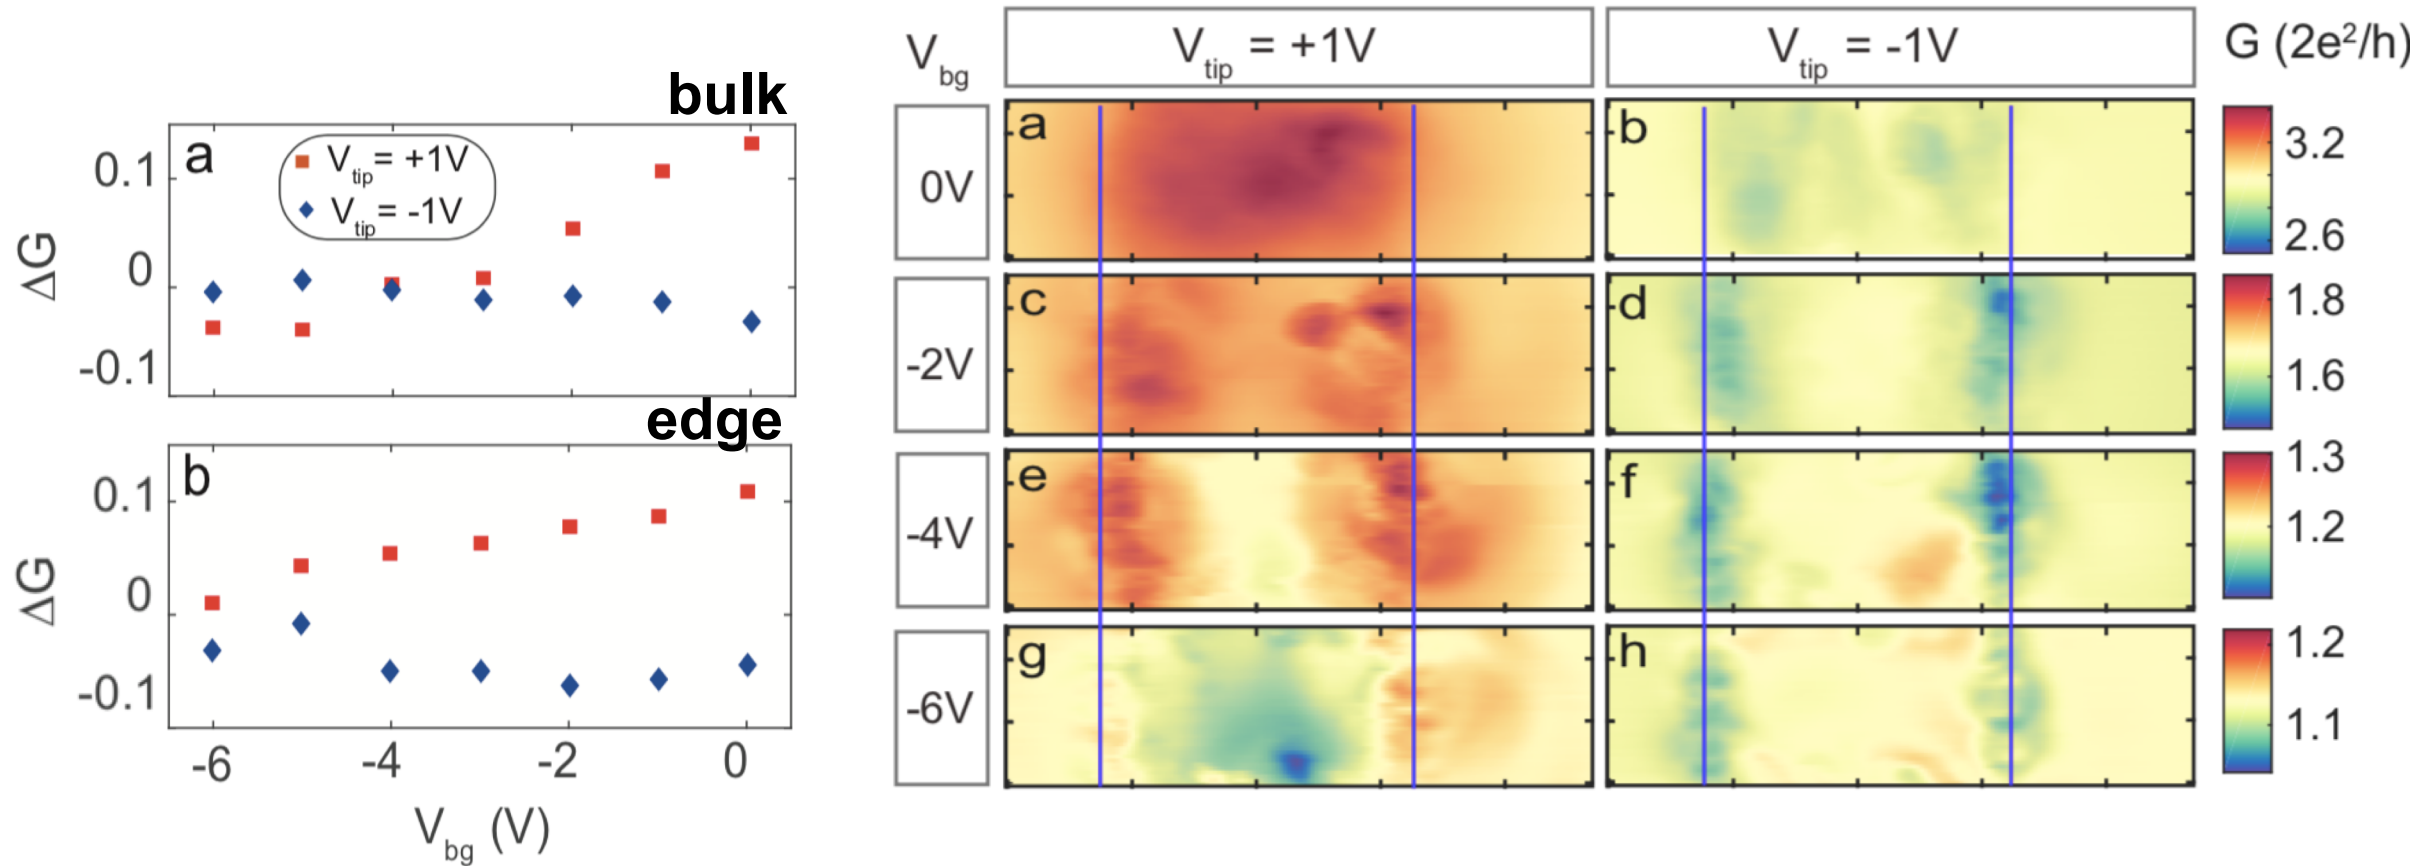 bulk
a
V_tip = +1V
V_tip = -1V
0.1
0
-0.1
ΔG
edge
b
0.1
0
-0.1
ΔG
-6 -4 -2 0
V_bg (V)
V_bg V_tip = +1V V_tip = -1V G (2e²/h)
0V a b 3.2
2.6
-2V c d 1.8
1.6
-4V e f 1.3
1.2
-6V g h 1.2
1.1